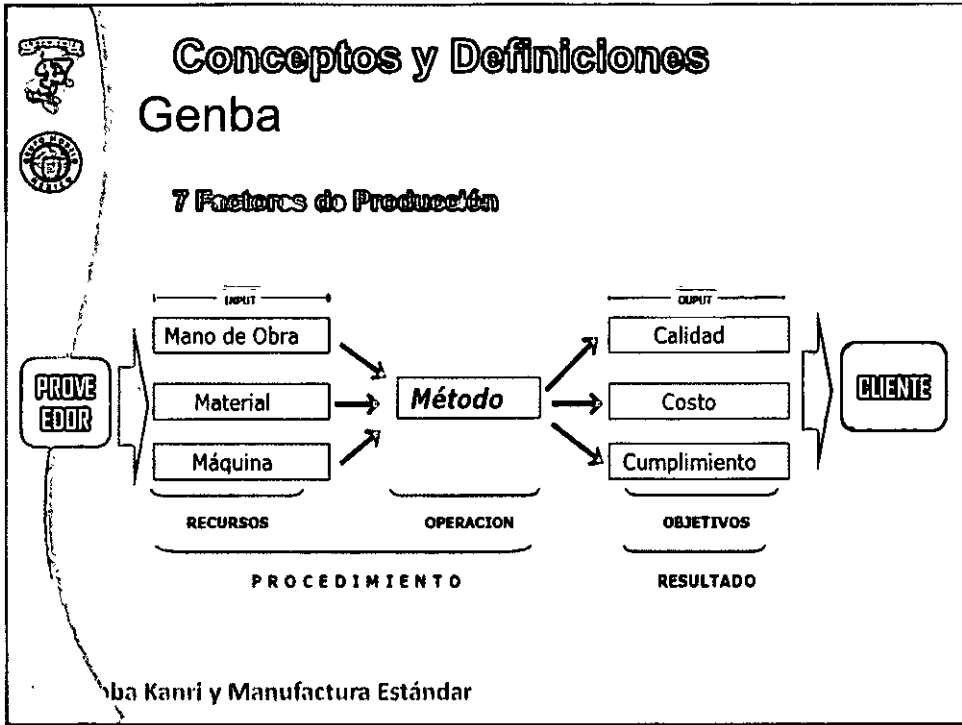 Conceptos y Definiciones
Genba
7 Factores de Producción
INPUT
OUPUT
Mano de Obra
Material
Máquina
PROVE
EDOR
Método
Calidad
Costo
Cumplimiento
CLIENTE
RECURSOS
OPERACION
OBJETIVOS
PROCEDIMIENTO
RESULTADO
ba Kanri y Manufactura Estándar